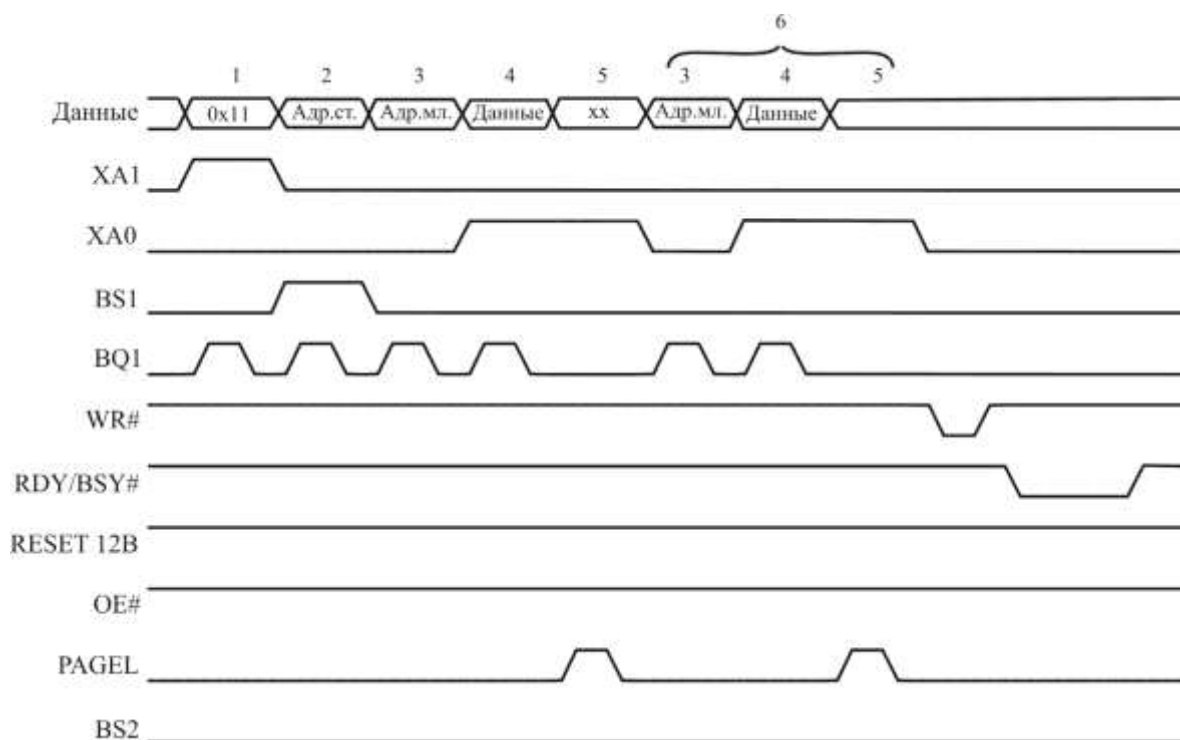 6
1 2 3 4 5 3 4 5
Данные 0x11 Адр.ст. Адр.мл. Данные xx Адр.мл. Данные
XA1
XA0
BS1
BQ1
WR#
RDY/BSY#
RESET 12B
OE#
PAGEL
BS2